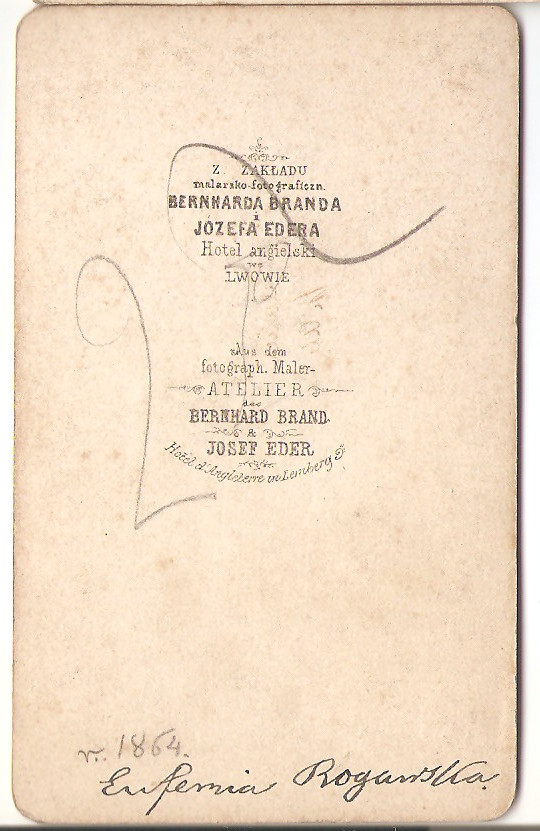 Z ZAKŁADU
malarsko-fotograficzn.
BERNHARDA BRANDA
i
JÓZEFA EDERA
Hotel angielski
we
LWOWIE
Aus dem
fotograph. Maler-
ATELIER
des
BERNHARD BRAND
&
JOSEF EDER
Hotel d'Angleterre in Lemberg
r. 1864.
Eufemia Rogawska